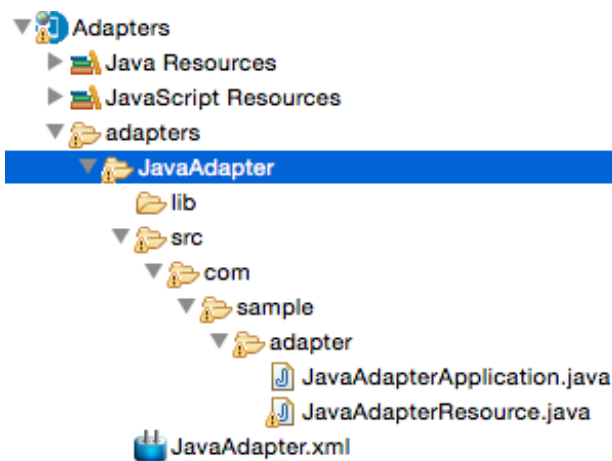 Adapters
Java Resources
JavaScript Resources
adapters
JavaAdapter
lib
src
com
sample
adapter
JavaAdapterApplication.java
JavaAdapterResource.java
JavaAdapter.xml